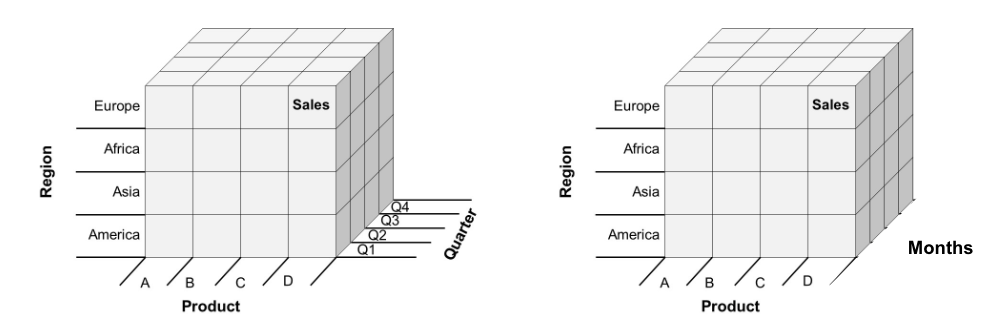 Europe
Africa
Asia
America
Region
Sales
Q4
Q3
Q2
Q1
Quarter
A B C D
Product
Europe
Africa
Asia
America
Region
Sales
Months
A B C D
Product